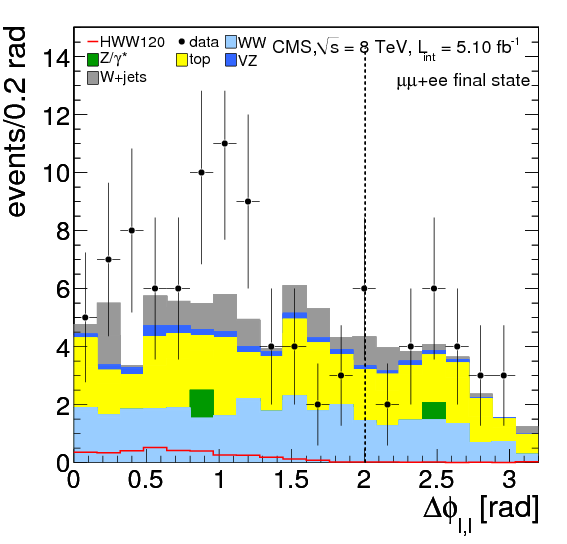 HWW120 data WW CMS,√s = 8 TeV, L_int = 5.10 fb⁻¹
Z/γ* top VZ
W+jets μμ+ee final state
events/0.2 rad
14
12
10
8
6
4
2
0
0 0.5 1 1.5 2 2.5 3
Δϕ_l,l [rad]